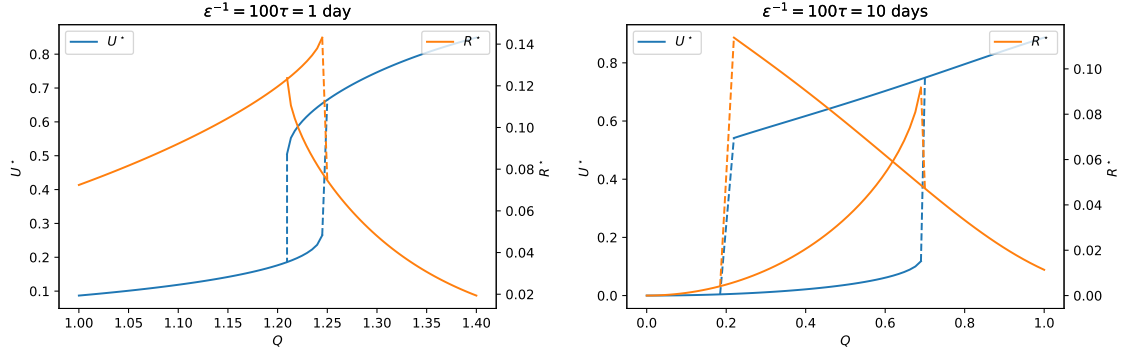 ε⁻¹ = 100τ = 1 day
U⋆
R⋆
0.8
0.7
0.6
0.5
0.4
0.3
0.2
0.1
U⋆
0.14
0.12
0.10
0.08
0.06
0.04
0.02
R⋆
1.00 1.05 1.10 1.15 1.20 1.25 1.30 1.35 1.40
Q
ε⁻¹ = 100τ = 10 days
U⋆
R⋆
0.8
0.6
0.4
0.2
0.0
U⋆
0.10
0.08
0.06
0.04
0.02
0.00
R⋆
0.0 0.2 0.4 0.6 0.8 1.0
Q